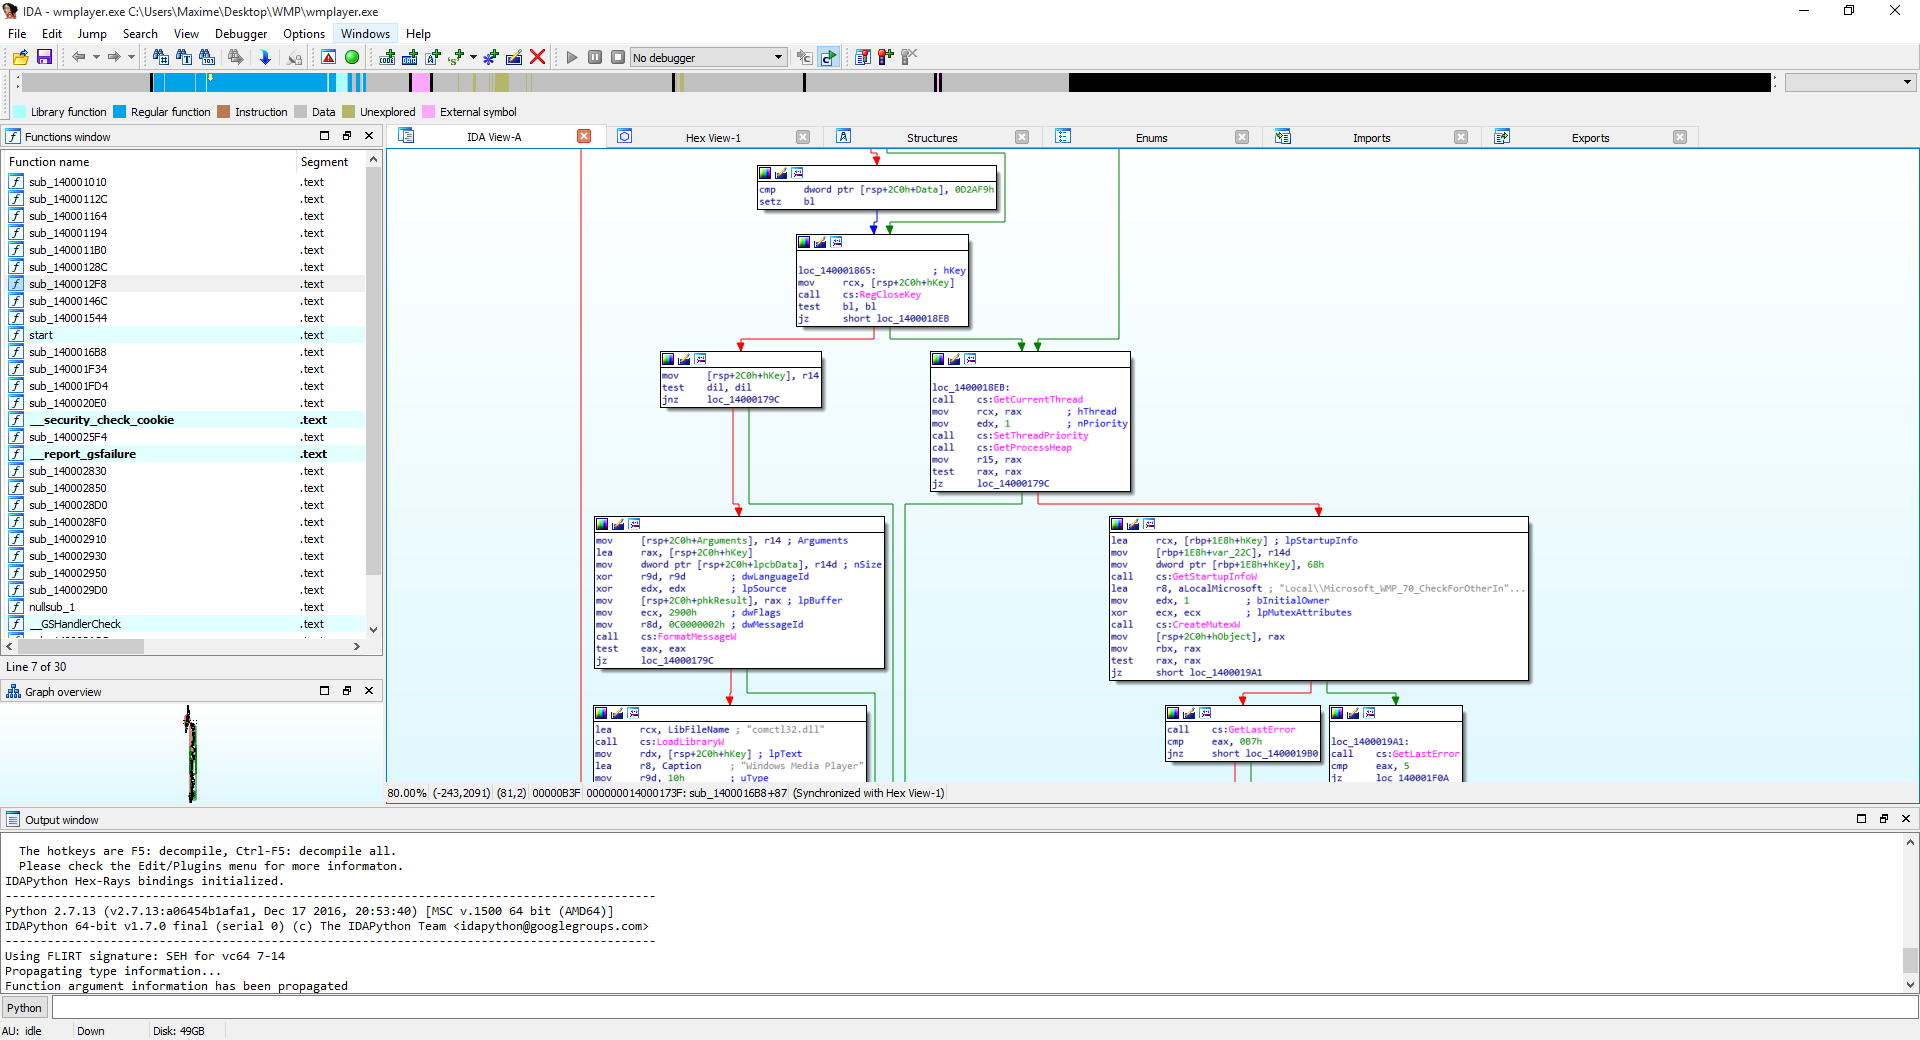 IDA - wmplayer.exe C:\Users\Maxime\Desktop\WMP\wmplayer.exe
File Edit Jump Search View Debugger Options Windows Help
No debugger
Library function Regular function Instruction Data Unexplored External symbol
Functions window
Function name Segment
sub_140001010 .text
sub_14000112C .text
sub_140001164 .text
sub_140001194 .text
sub_1400011B0 .text
sub_14000128C .text
sub_1400012F8 .text
sub_14000146C .text
sub_140001544 .text
start .text
sub_1400016B8 .text
sub_140001F34 .text
sub_140001FD4 .text
sub_1400020E0 .text
__security_check_cookie .text
sub_1400025F4 .text
__report_gsfailure .text
sub_140002830 .text
sub_140002850 .text
sub_1400028D0 .text
sub_1400028F0 .text
sub_140002910 .text
sub_140002930 .text
sub_140002950 .text
sub_1400029D0 .text
nullsub_1 .text
__GSHandlerCheck .text
Line 7 of 30
Graph overview
IDA View-A Hex View-1 Structures Enums Imports Exports
cmp dword ptr [rsp+2C0h+Data], 0D2AF9h
setz bl
loc_140001865: ; hKey
mov rcx, [rsp+2C0h+hKey]
call cs:RegCloseKey
test bl, bl
jz short loc_1400018EB
mov [rsp+2C0h+hKey], r14
test dil, dil
jnz loc_14000179C
loc_1400018EB:
call cs:GetCurrentThread
mov rcx, rax ; hThread
mov edx, 1 ; nPriority
call cs:SetThreadPriority
call cs:GetProcessHeap
mov r15, rax
test rax, rax
jz loc_14000179C
mov [rsp+2C0h+Arguments], r14 ; Arguments
lea rax, [rsp+2C0h+hKey]
mov dword ptr [rsp+2C0h+lpcbData], r14d ; nSize
xor r9d, r9d ; dwLanguageId
xor edx, edx ; lpSource
mov [rsp+2C0h+phkResult], rax ; lpBuffer
mov ecx, 2900h ; dwFlags
mov r8d, 0C0000002h ; dwMessageId
call cs:FormatMessageW
test eax, eax
jz loc_14000179C
lea rcx, [rbp+1E8h+hKey] ; lpStartupInfo
mov [rbp+1E8h+var_22C], r14d
mov dword ptr [rbp+1E8h+hKey], 68h
call cs:GetStartupInfoW
lea r8, aLocalMicrosoft ; "Local\\Microsoft_WMP_70_CheckForOtherIn"...
mov edx, 1 ; bInitialOwner
xor ecx, ecx ; lpMutexAttributes
call cs:CreateMutexW
mov [rsp+2C0h+hObject], rax
mov rbx, rax
test rax, rax
jz short loc_1400019A1
lea rcx, LibFileName ; "comctl32.dll"
call cs:LoadLibraryW
mov rdx, [rsp+2C0h+hKey] ; lpText
lea r8, Caption ; "Windows Media Player"
mov r9d, 10h ; uType
call cs:GetLastError
cmp eax, 0B7h
jnz short loc_1400019B0
loc_1400019A1:
call cs:GetLastError
cmp eax, 5
jz loc_140001F0A
80.00% (-243,2091) (81,2) 00000B3F 000000014000173F: sub_1400016B8+87 (Synchronized with Hex View-1)
Output window
The hotkeys are F5: decompile, Ctrl-F5: decompile all.
Please check the Edit/Plugins menu for more informaton.
IDAPython Hex-Rays bindings initialized.
---------------------------------------------------------------------------------------------
Python 2.7.13 (v2.7.13:a06454b1afa1, Dec 17 2016, 20:53:40) [MSC v.1500 64 bit (AMD64)]
IDAPython 64-bit v1.7.0 final (serial 0) (c) The IDAPython Team <idapython@googlegroups.com>
---------------------------------------------------------------------------------------------
Using FLIRT signature: SEH for vc64 7-14
Propagating type information...
Function argument information has been propagated
Python
AU: idle Down Disk: 49GB